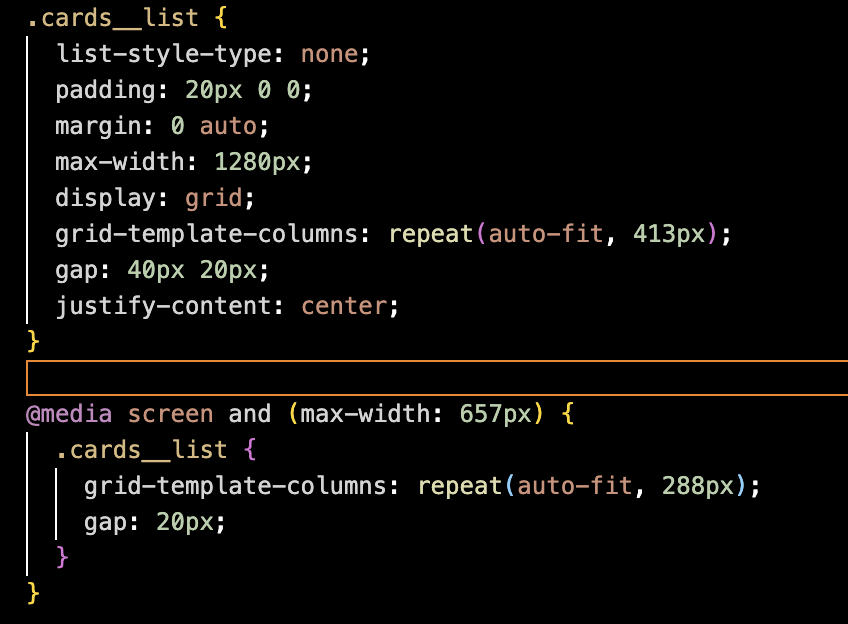 .cards__list {
  list-style-type: none;
  padding: 20px 0 0;
  margin: 0 auto;
  max-width: 1280px;
  display: grid;
  grid-template-columns: repeat(auto-fit, 413px);
  gap: 40px 20px;
  justify-content: center;
}

@media screen and (max-width: 657px) {
  .cards__list {
    grid-template-columns: repeat(auto-fit, 288px);
    gap: 20px;
  }
}